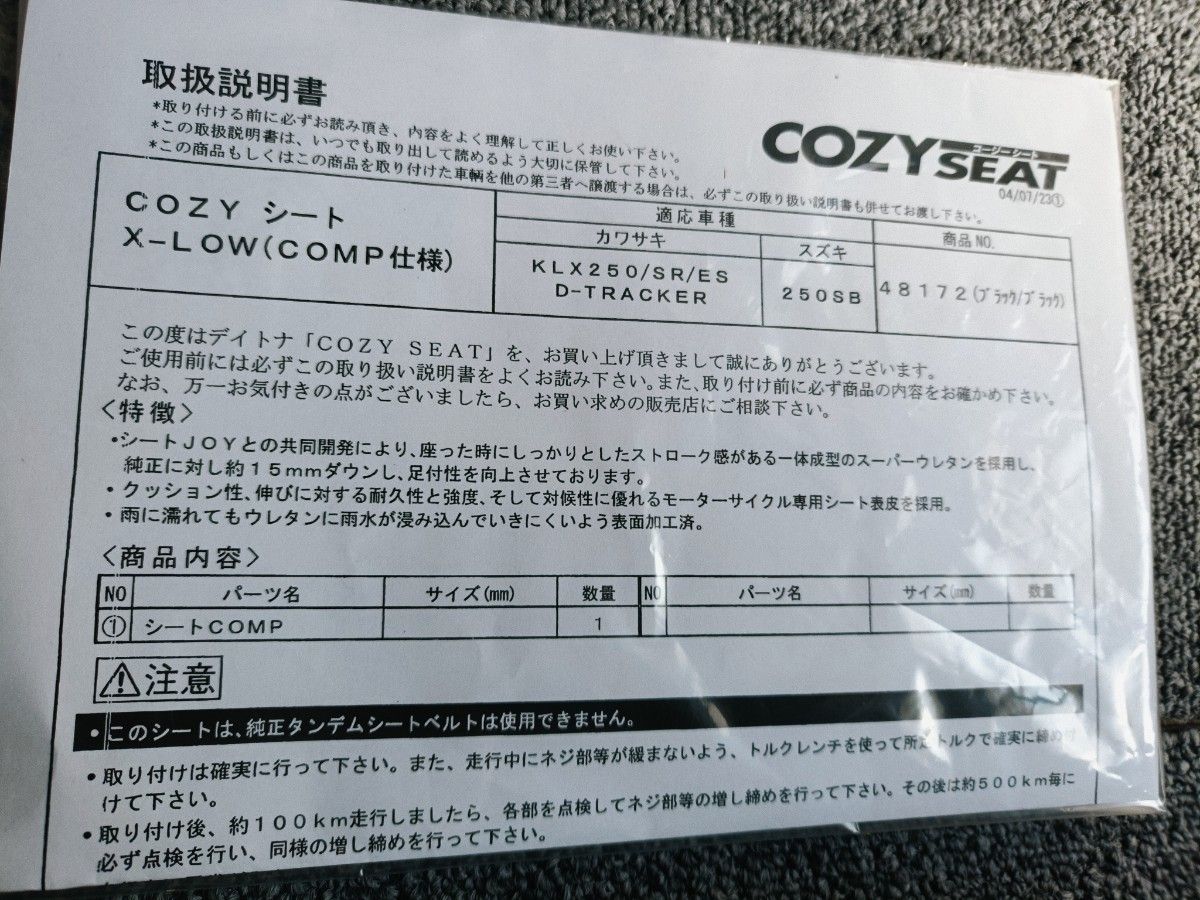 取扱説明書
*取り付ける前に必ずお読み頂き、内容をよく理解して正しくお使い下さい。
*この取扱説明書は、いつでも取り出して読めるよう大切に保管して下さい。
*この商品もしくはこの商品を取り付けた車輌を他の第三者へ譲渡する場合は、必ずこの取り扱い説明書も併せてお渡し下さい。
COZY SEAT
コージーシート
04/07/23①
COZY シート
X-LOW(COMP仕様)
適応車種
商品NO.
カワサキ
スズキ
KLX250/SR/ES
D-TRACKER
250SB
48172(ブラック/ブラック)
この度はデイトナ「COZY SEAT」を、お買い上げ頂きまして誠にありがとうございます。
ご使用前には必ずこの取り扱い説明書をよくお読み下さい。また、取り付け前に必ず商品の内容をお確かめ下さい。
なお、万一お気付きの点がございましたら、お買い求めの販売店にご相談下さい。
<特徴>
・シートJOYとの共同開発により、座った時にしっかりとしたストローク感がある一体成型のスーパーウレタンを採用し、
純正に対し約15mmダウンし、足付性を向上させております。
・クッション性、伸びに対する耐久性と強度、そして対候性に優れるモーターサイクル専用シート表皮を採用。
・雨に濡れてもウレタンに雨水が浸み込んでいきにくいよう表面加工済。
<商品内容>
NO パーツ名 サイズ(mm) 数量 NO パーツ名 サイズ(mm) 数量
① シートCOMP 1
⚠注意
・このシートは、純正タンデムシートベルトは使用できません。
・取り付けは確実に行って下さい。また、走行中にネジ部等が緩まないよう、トルクレンチを使って所定トルクで確実に締め付
けて下さい。
・取り付け後、約100km走行しましたら、各部を点検してネジ部等の増し締めを行って下さい。その後は約500km毎に
必ず点検を行い、同様の増し締めを行って下さい。